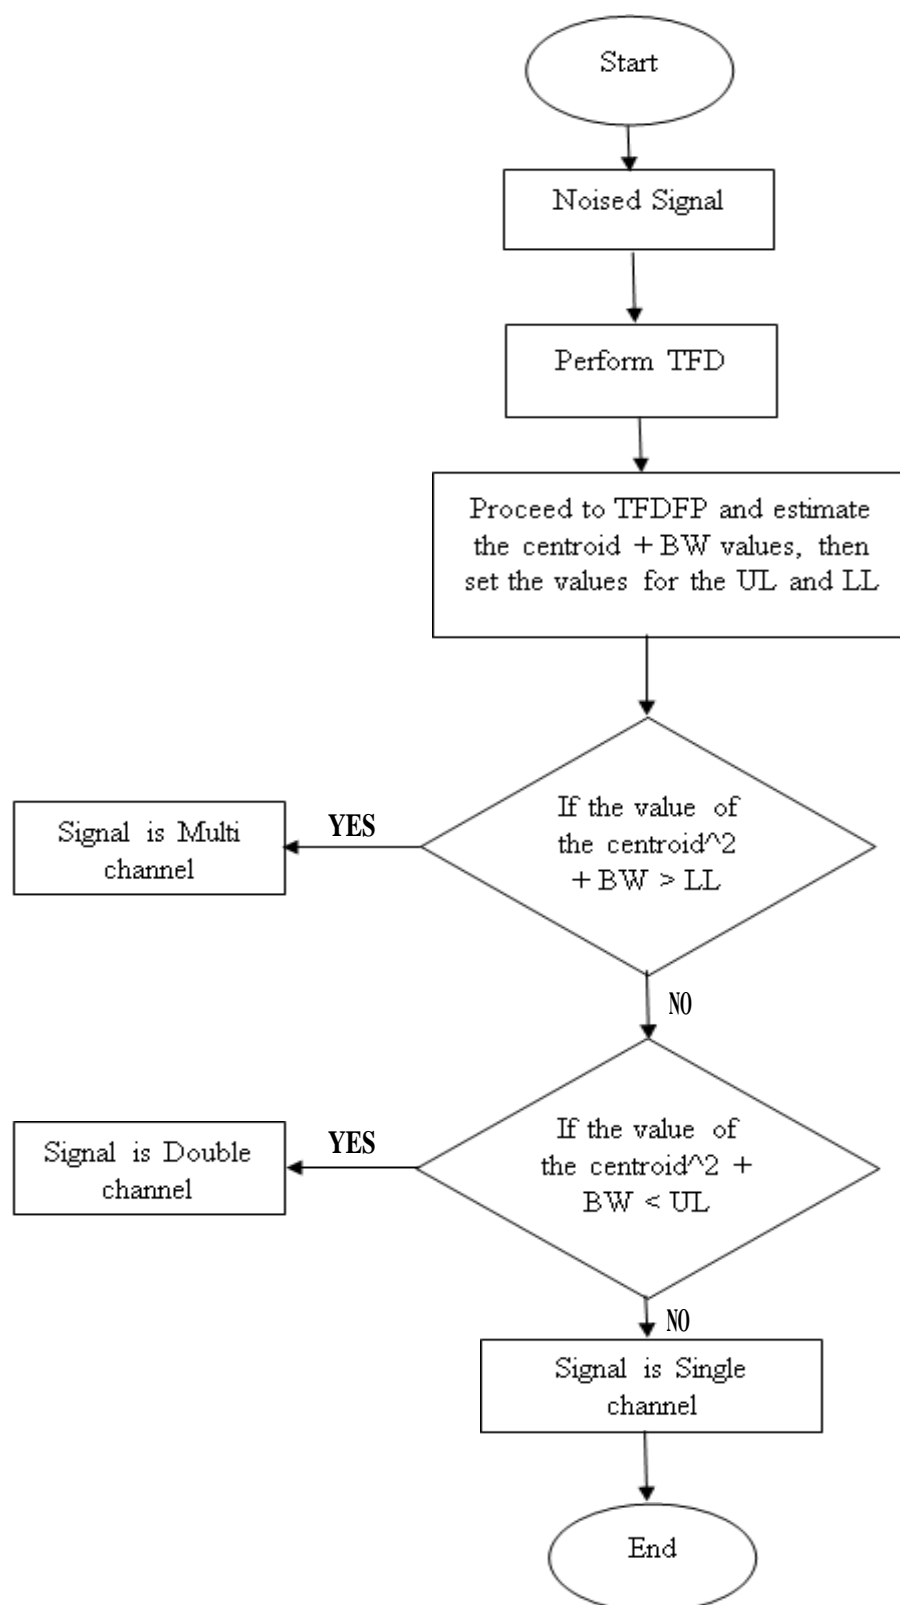 Start
Noised Signal
Perform TFD
Proceed to TFDFP and estimate
the centroid + BW values, then
set the values for the UL and LL
If the value of
the centroid^2
+ BW > LL
YES
Signal is Multi
channel
NO
If the value of
the centroid^2 +
BW < UL
YES
Signal is Double
channel
NO
Signal is Single
channel
End